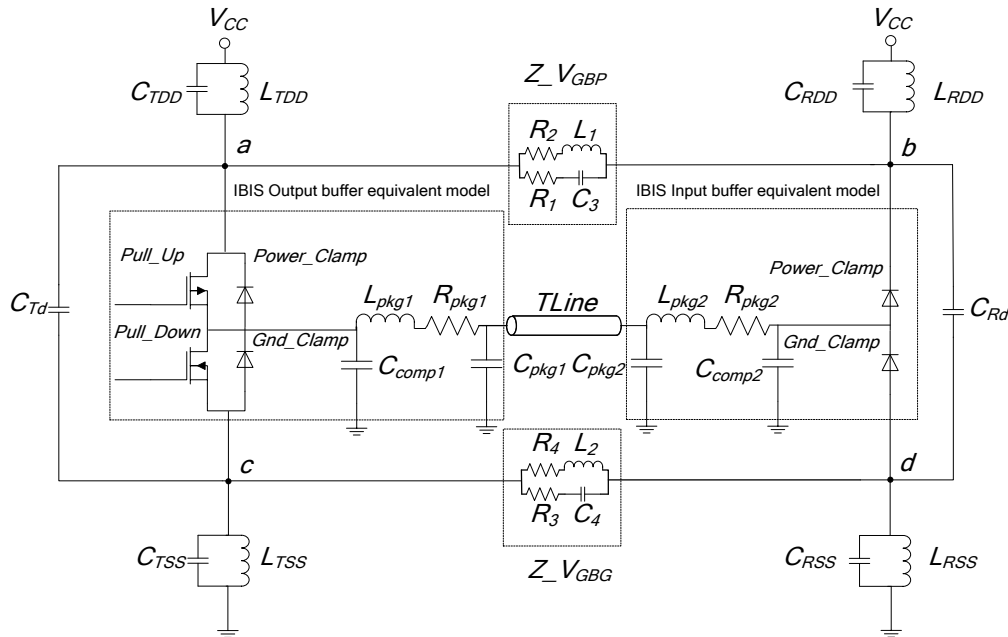 VCC
VCC
CTDD
LTDD
Z_VGBP
CRDD
LRDD
R2 L1
R1 C3
a
b
IBIS Output buffer equivalent model
IBIS Input buffer equivalent model
Pull_Up
Power_Clamp
Power_Clamp
CTd
Lpkg1
Rpkg1
TLine
Lpkg2
Rpkg2
CRd
Pull_Down
Gnd_Clamp
Gnd_Clamp
Ccomp1
Cpkg1
Cpkg2
Ccomp2
c
d
R4 L2
R3 C4
CTSS
LTSS
Z_VGBG
CRSS
LRSS